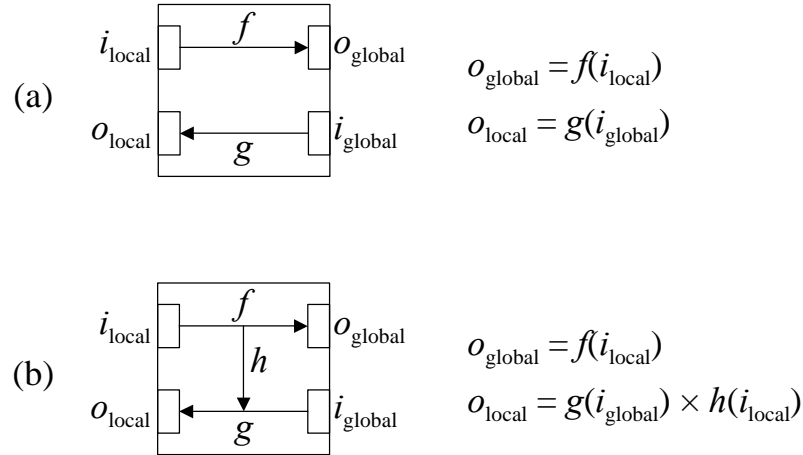 f
i_local o_global
o_global = f(i_local)
(a)
o_local i_global
o_local = g(i_global)
g
f
i_local o_global
o_global = f(i_local)
h
(b)
o_local i_global
o_local = g(i_global) × h(i_local)
g